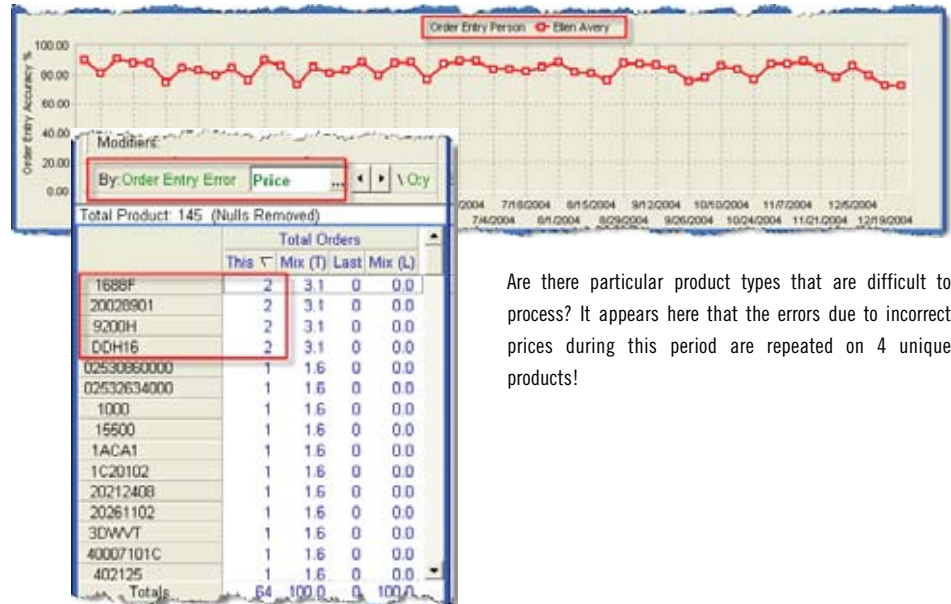 Order Entry Person Ellen Avery
Order Entry Accuracy %
100.00
80.00
60.00
40.00
20.00
0.00
7/18/2004 8/15/2004 9/12/2004 10/10/2004 11/7/2004 12/5/2004
7/4/2004 8/1/2004 8/29/2004 9/26/2004 10/24/2004 11/21/2004 12/19/2004
Modifiers:
By:Order Entry Error Price ...
Total Product: 145 (Nulls Removed)
Total Orders
This Mix (T) Last Mix (L)
1688F 2 3.1 0 0.0
20028901 2 3.1 0 0.0
9200H 2 3.1 0 0.0
DDH16 2 3.1 0 0.0
02530860000 1 1.6 0 0.0
02532634000 1 1.6 0 0.0
1000 1 1.6 0 0.0
15500 1 1.6 0 0.0
1ACA1 1 1.6 0 0.0
1C20102 1 1.6 0 0.0
20212408 1 1.6 0 0.0
20261102 1 1.6 0 0.0
3DWVT 1 1.6 0 0.0
40007101C 1 1.6 0 0.0
402125 1 1.6 0 0.0
Totals 64 100.0 0 100.0
Are there particular product types that are difficult to
process? It appears here that the errors due to incorrect
prices during this period are repeated on 4 unique
products!